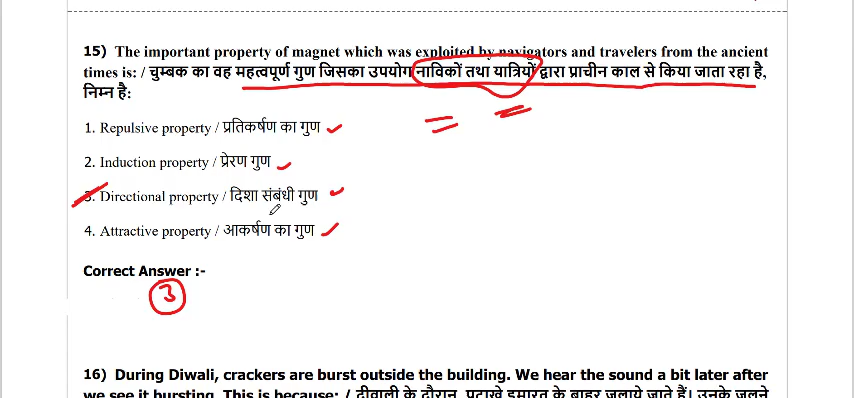 15) The important property of magnet which was exploited by navigators and travelers from the ancient
times is: / चुम्बक का वह महत्वपूर्ण गुण जिसका उपयोग नाविकों तथा यात्रियों द्वारा प्राचीन काल से किया जाता रहा है,
निम्न है:
1. Repulsive property / प्रतिकर्षण का गुण
2. Induction property / प्रेरण गुण
3. Directional property / दिशा संबंधी गुण
4. Attractive property / आकर्षण का गुण
Correct Answer :-
3
16) During Diwali, crackers are burst outside the building. We hear the sound a bit later after
we see it bursting. This is because: / दीवाली के दौरान, पटाखे इमारत के बाहर जलाये जाते हैं। उनके जलने